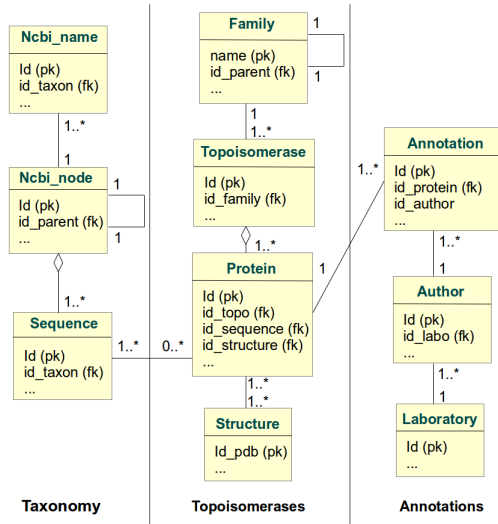 Ncbi_name
Id (pk)
id_taxon (fk)
...
1..*
1
Ncbi_node
Id (pk)
id_parent (fk)
...
1
1
1..*
Sequence
Id (pk)
id_taxon (fk)
...
1..*
0..*
Taxonomy
Family
name (pk)
id_parent (fk)
...
1
1
1
1..*
Topoisomerase
Id (pk)
id_family (fk)
...
1..*
Protein
Id (pk)
id_topo (fk)
id_sequence (fk)
id_structure (fk)
...
1..*
1..*
Structure
Id_pdb (pk)
...
Topoisomerases
1
1..*
Annotation
Id (pk)
id_protein (fk)
id_author
...
1..*
1
Author
Id (pk)
id_labo (fk)
...
1..*
1
Laboratory
Id (pk)
...
Annotations